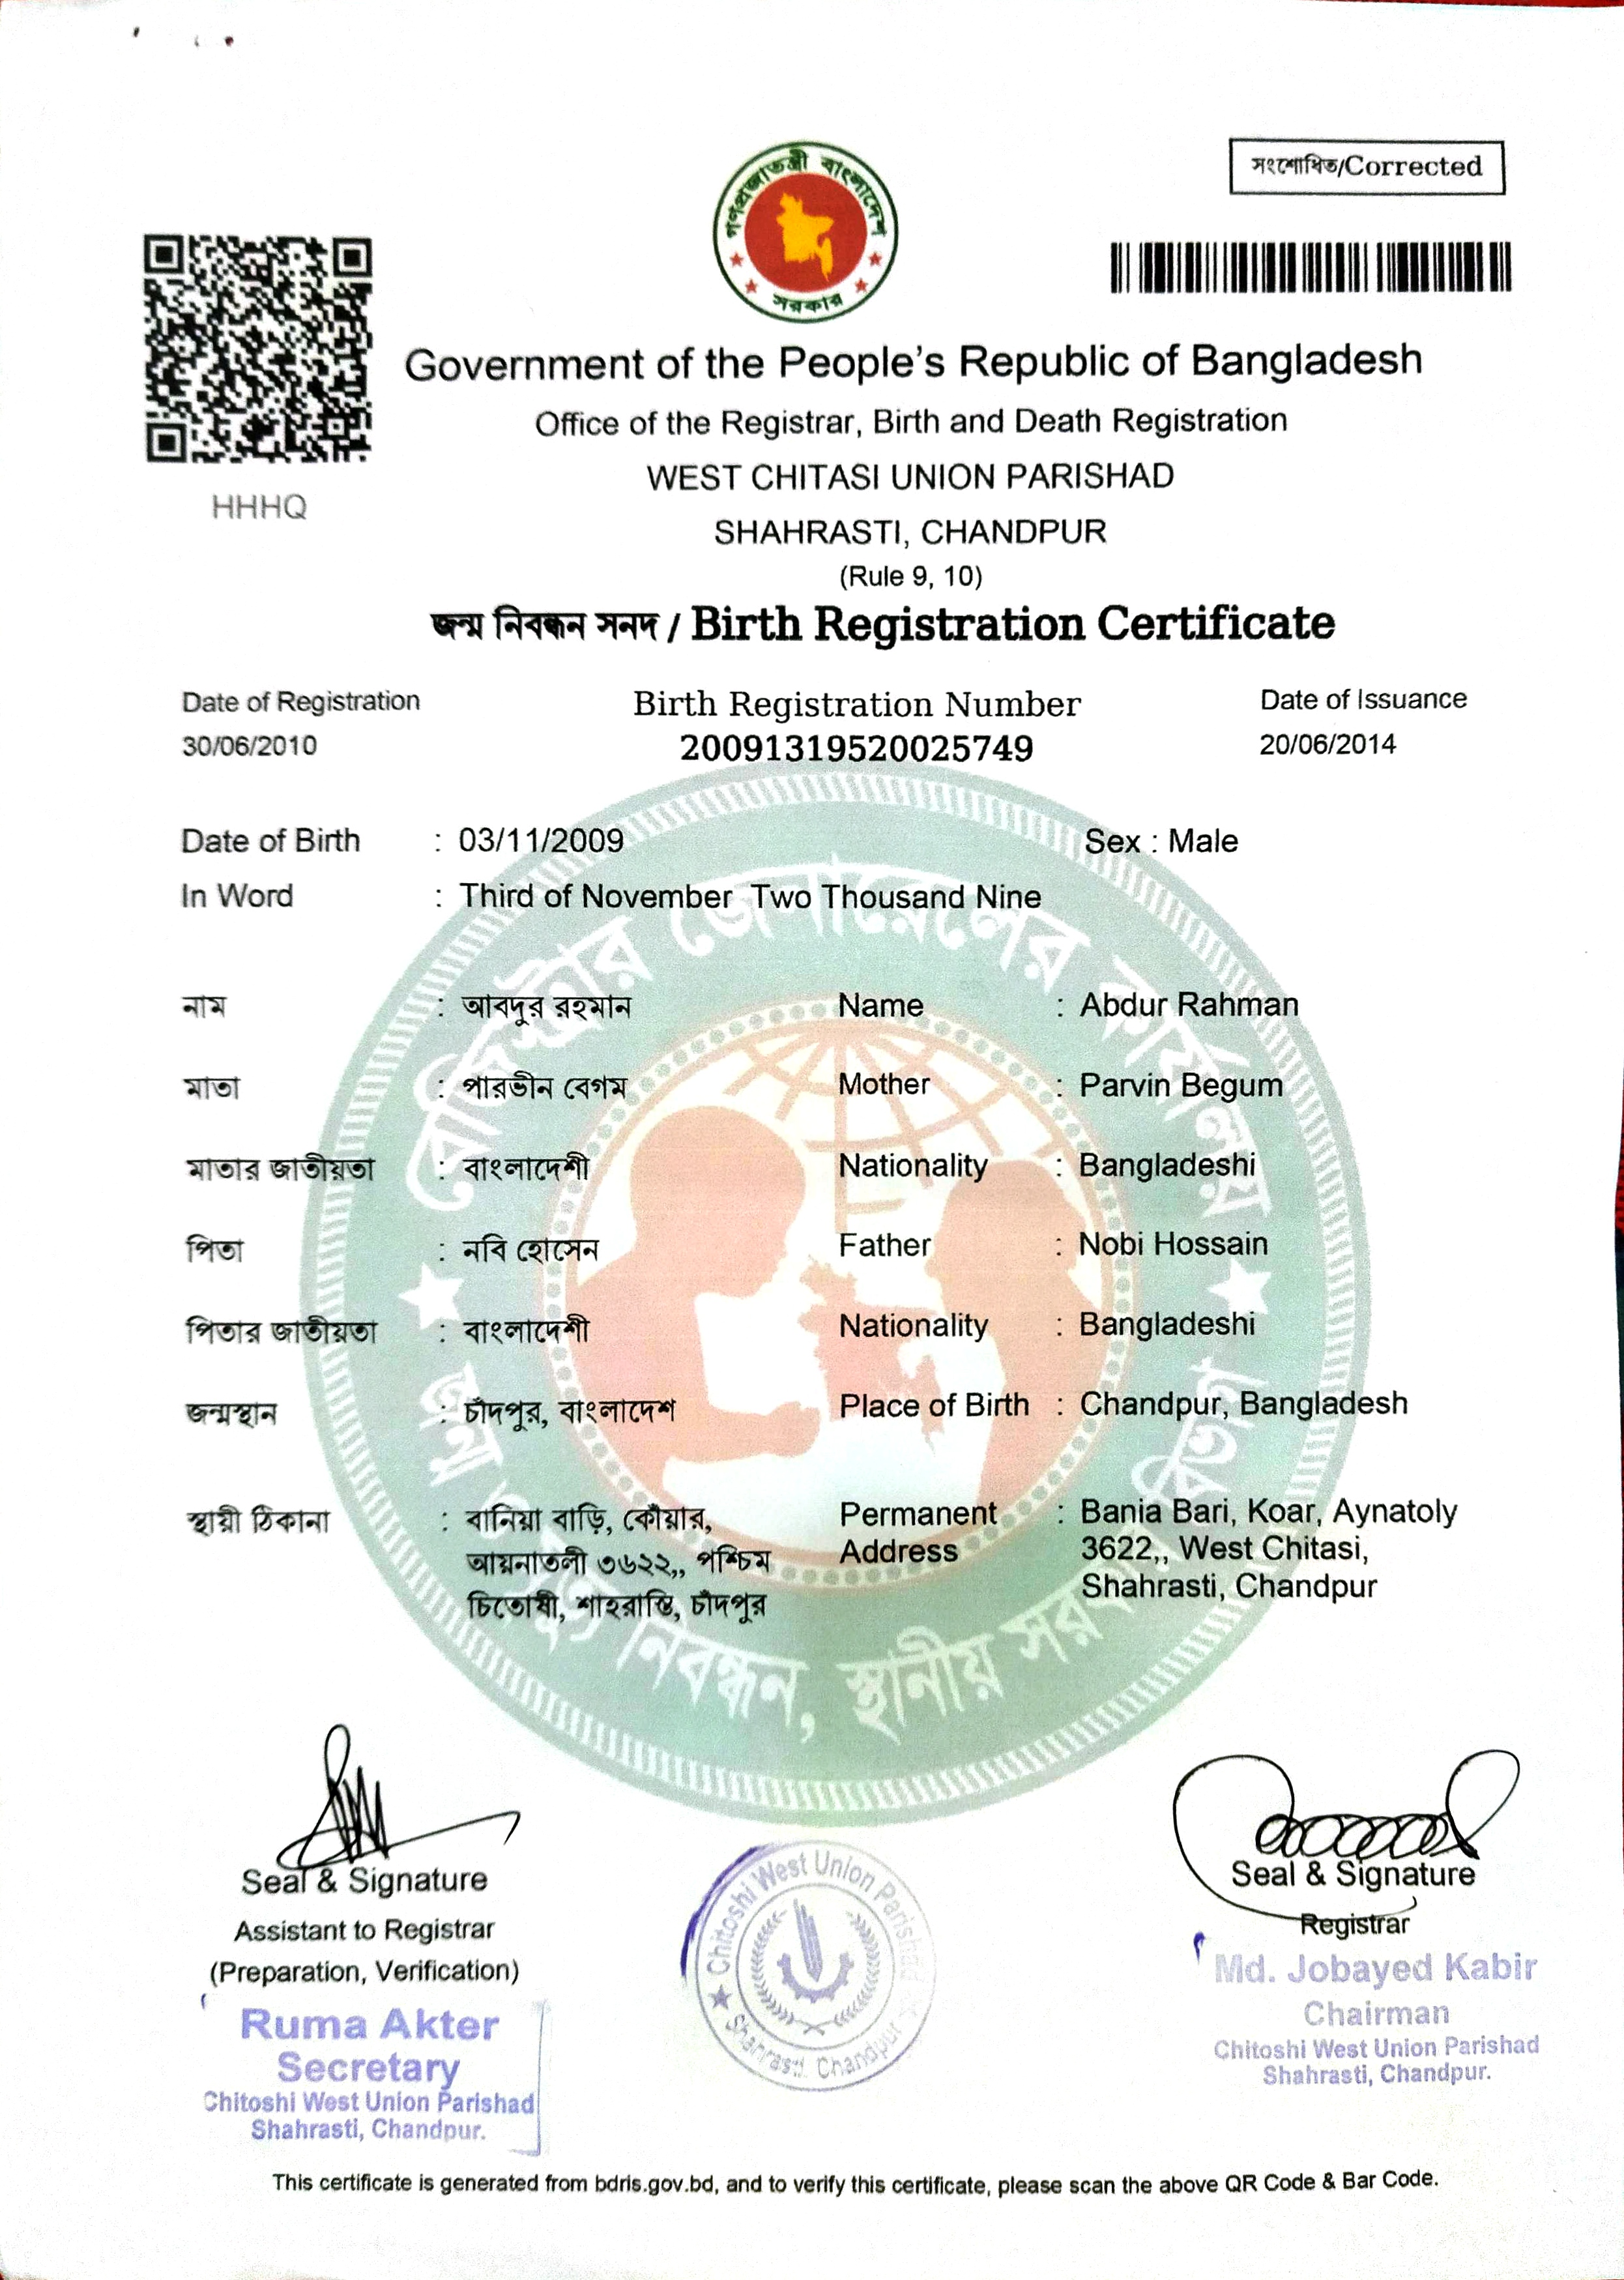 সংশোধিত/Corrected
গণপ্রজাতন্ত্রী বাংলাদেশ
সরকার
HHHQ
Government of the People's Republic of Bangladesh
Office of the Registrar, Birth and Death Registration
WEST CHITASI UNION PARISHAD
SHAHRASTI, CHANDPUR
(Rule 9, 10)
জন্ম নিবন্ধন সনদ / Birth Registration Certificate
Date of Registration Birth Registration Number Date of Issuance
30/06/2010 20091319520025749 20/06/2014
Date of Birth : 03/11/2009 Sex : Male
In Word : Third of November Two Thousand Nine
রেজিস্ট্রার জেনারেলের কার্যালয়
নাম : আবদুর রহমান Name : Abdur Rahman
মাতা : পারভীন বেগম Mother : Parvin Begum
মাতার জাতীয়তা : বাংলাদেশী Nationality : Bangladeshi
পিতা : নবি হোসেন Father : Nobi Hossain
পিতার জাতীয়তা : বাংলাদেশী Nationality : Bangladeshi
জন্মস্থান : চাঁদপুর, বাংলাদেশ Place of Birth : Chandpur, Bangladesh
স্থায়ী ঠিকানা : বানিয়া বাড়ি, কোঁয়ার, Permanent : Bania Bari, Koar, Aynatoly
আয়নাতলী ৩৬২২,, পশ্চিম Address 3622,, West Chitasi,
চিতোষী, শাহরাস্তি, চাঁদপুর Shahrasti, Chandpur
নিবন্ধন, স্থানীয় সরকার বিভাগ
Seal & Signature Seal & Signature
Assistant to Registrar Registrar
(Preparation, Verification) Md. Jobayed Kabir
Ruma Akter Chairman
Secretary Chitoshi West Union Parishad
Chitoshi West Union Parishad Shahrasti, Chandpur.
Shahrasti, Chandpur.
Chitoshi West Union Parishad
Shahrasti, Chandpur
This certificate is generated from bdris.gov.bd, and to verify this certificate, please scan the above QR Code & Bar Code.